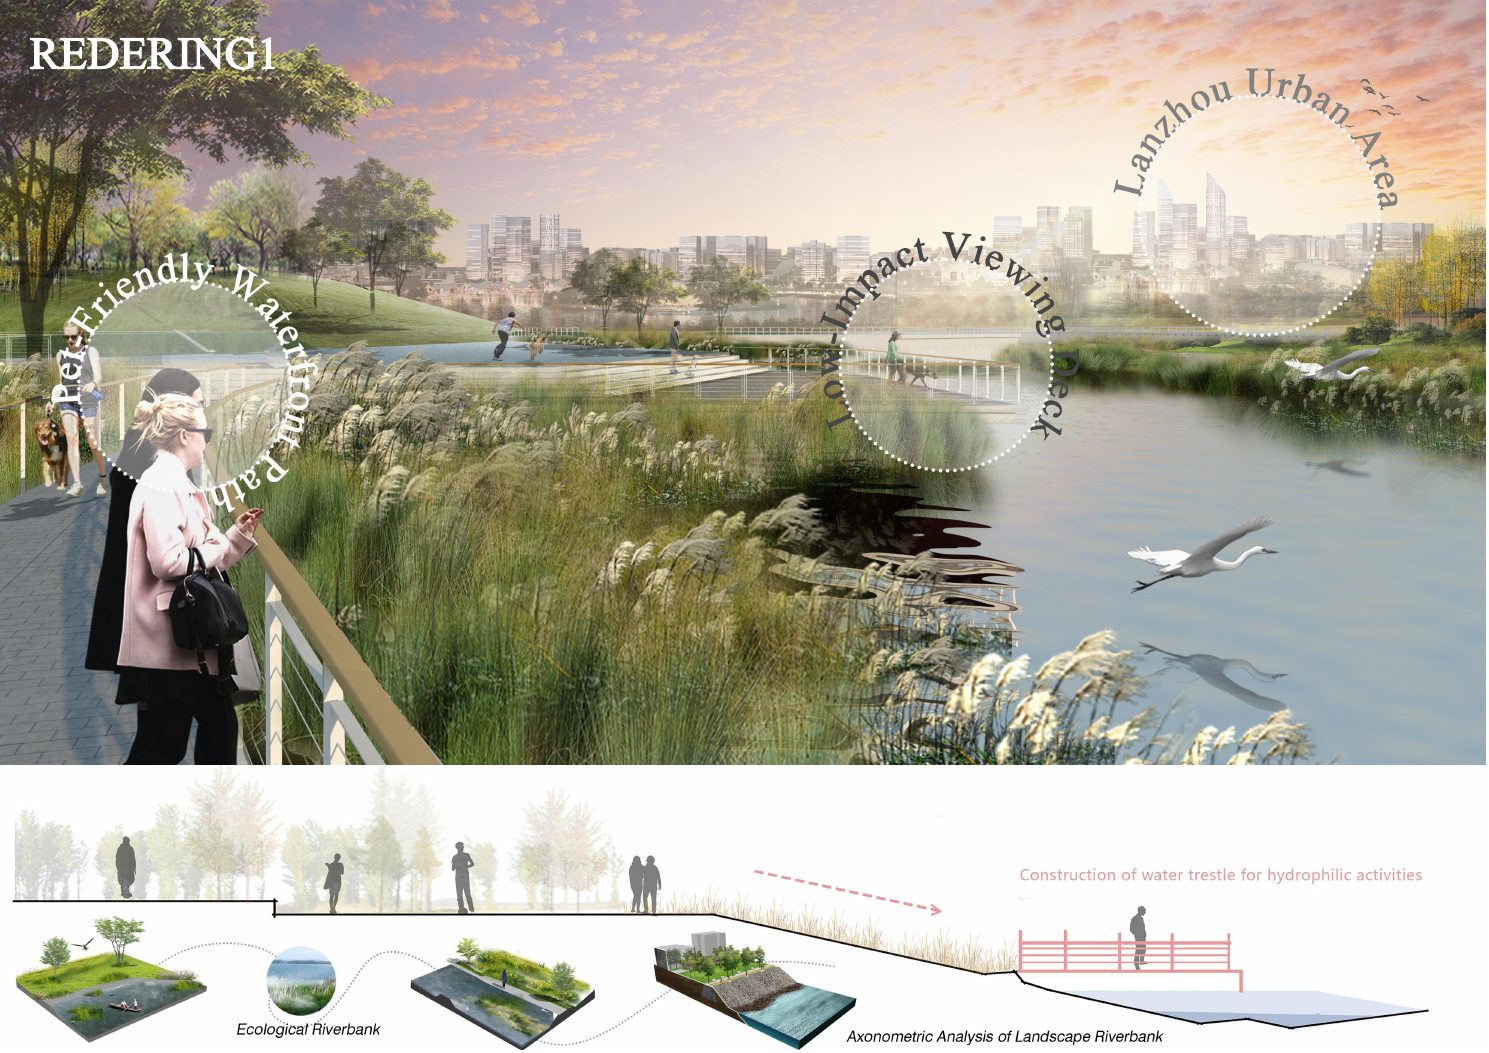 REDERING1
Lanzhou Urban Area
Low-Impact Viewing Deck
Pet-Friendly Waterfront Path
Construction of water trestle for hydrophilic activities
Ecological Riverbank
Axonometric Analysis of Landscape Riverbank